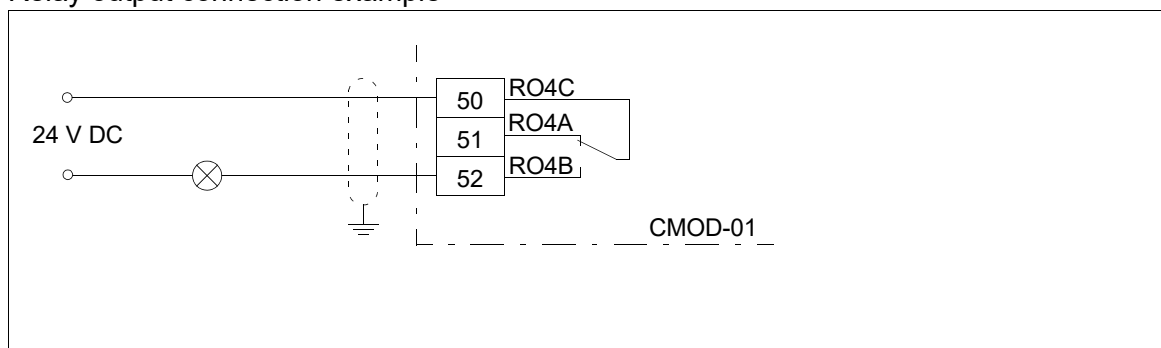 Relay output connection example
24 V DC
50 RO4C
51 RO4A
52 RO4B
CMOD-01